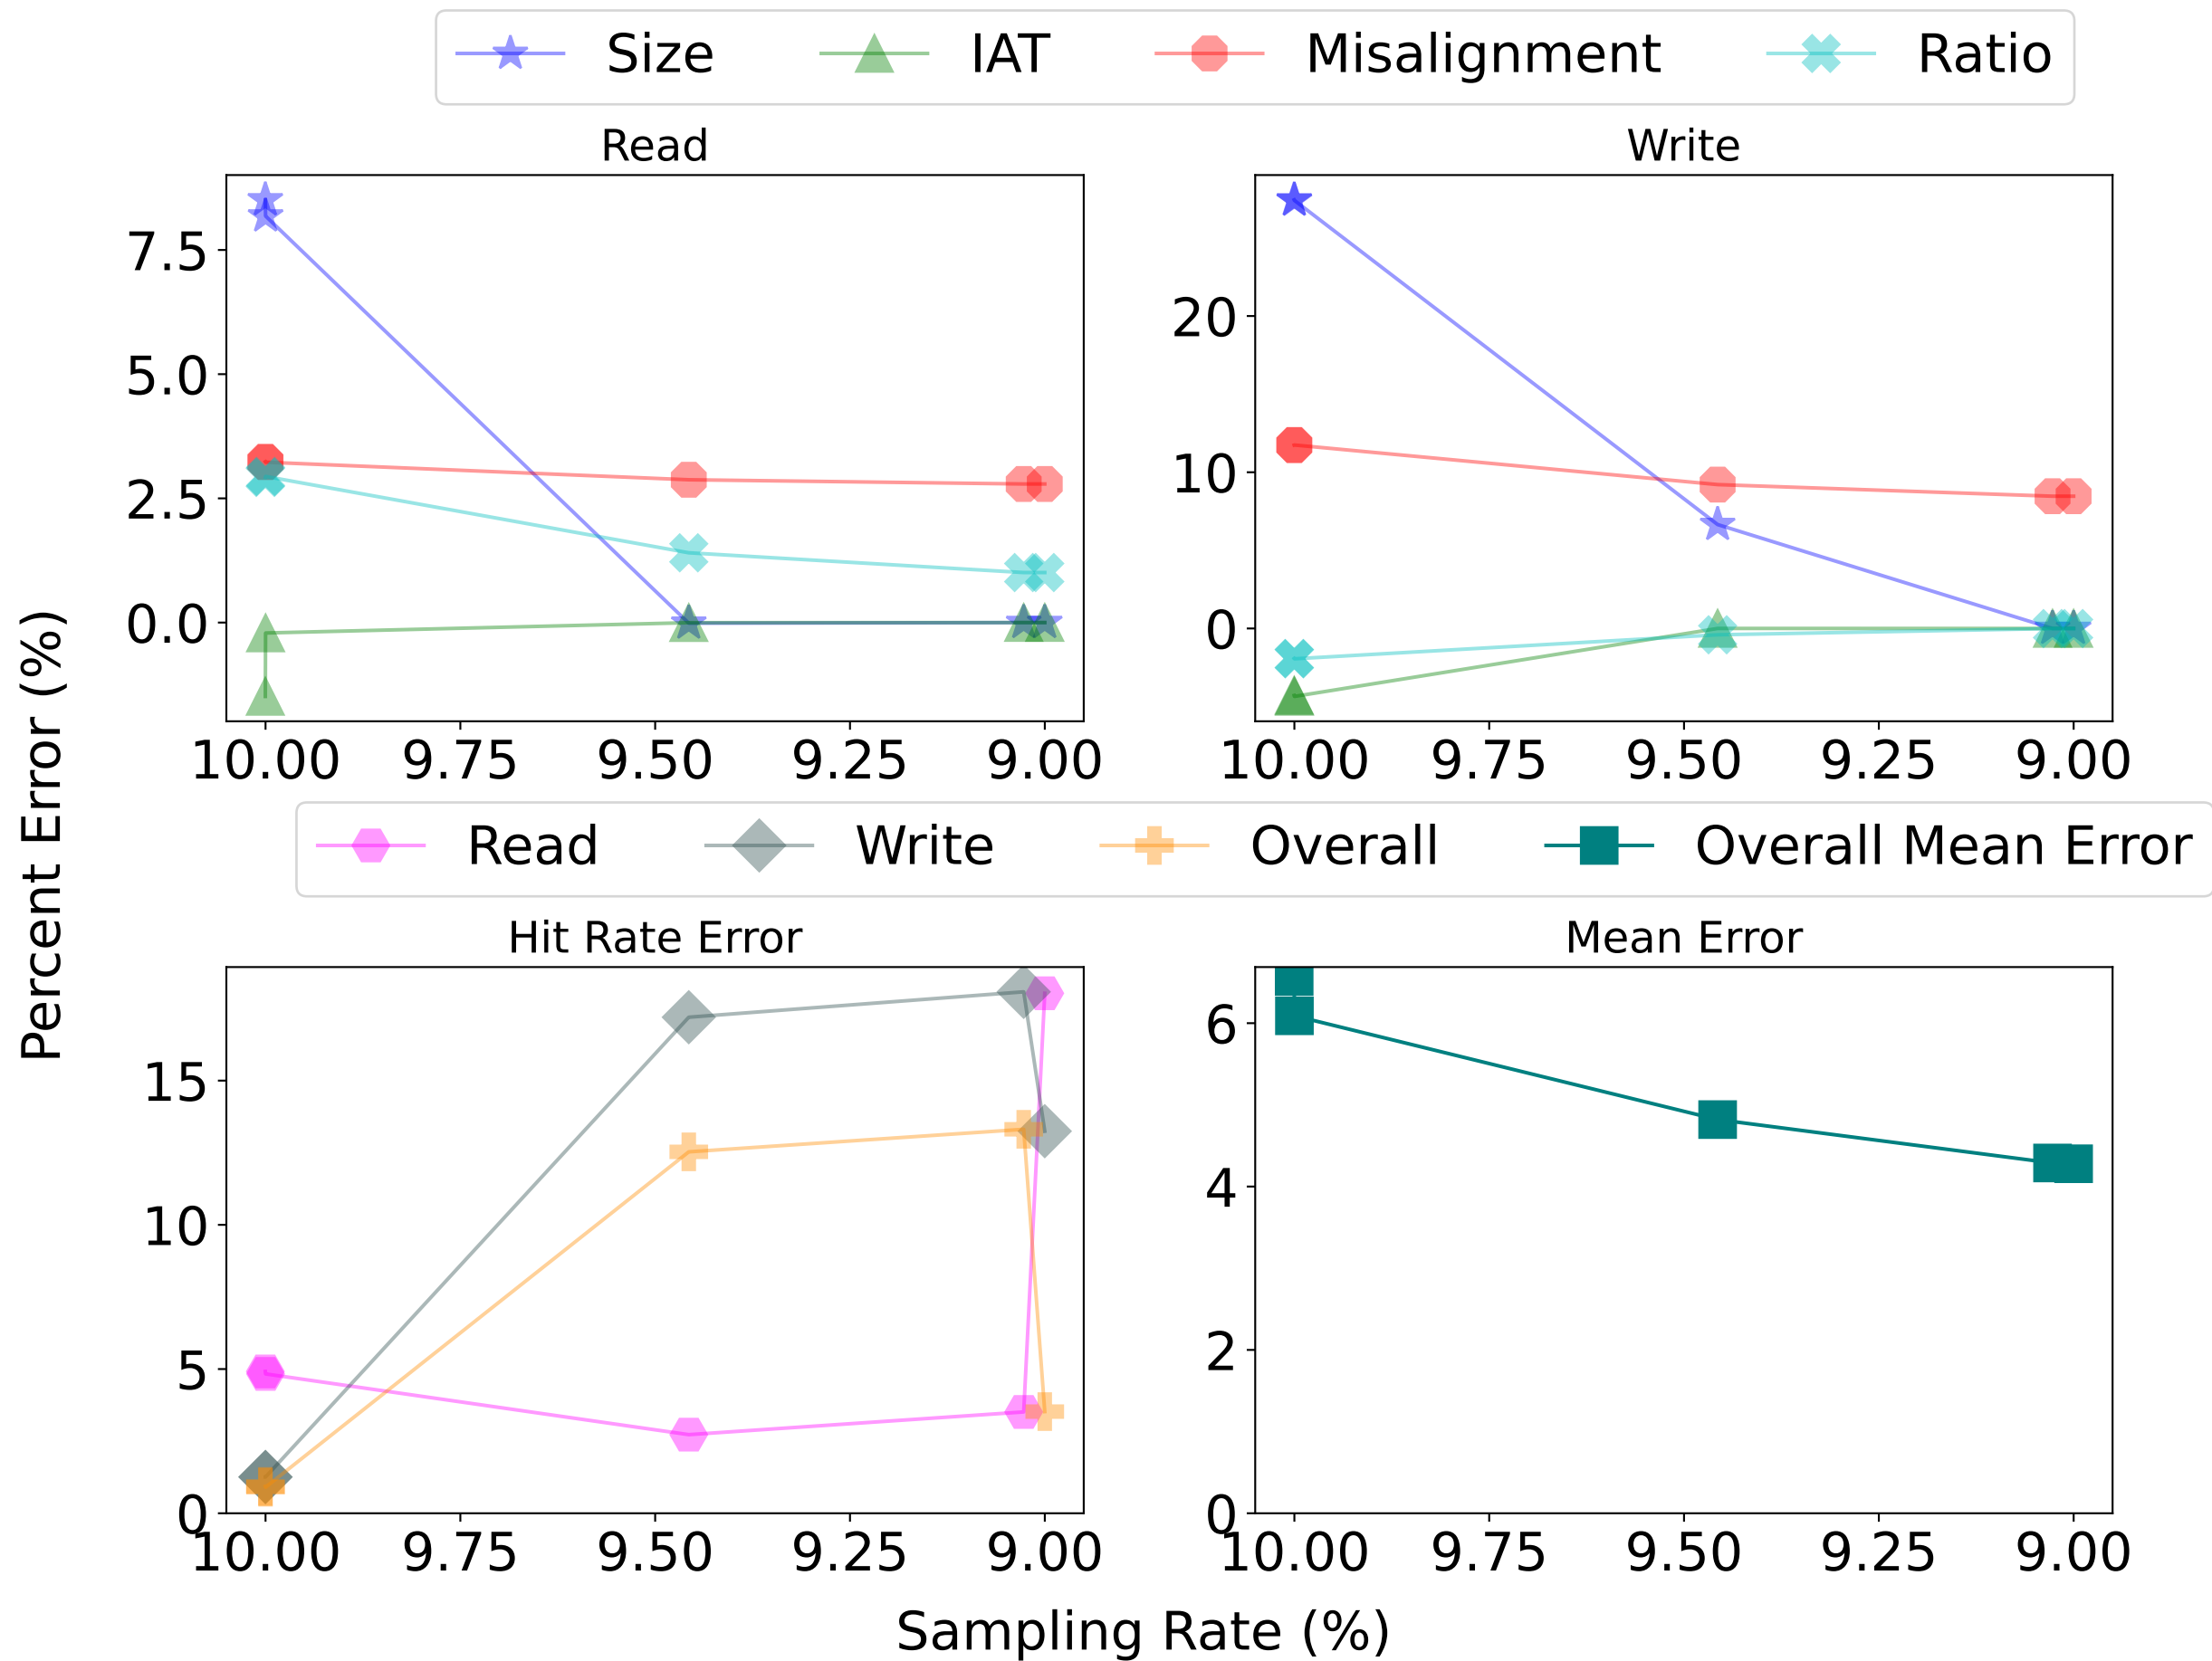 Size IAT Misalignment Ratio
Read Write
7.5
5.0
2.5
0.0
20
10
0
10.00 9.75 9.50 9.25 9.00
10.00 9.75 9.50 9.25 9.00
Percent Error (%)
Read Write Overall Overall Mean Error
Hit Rate Error Mean Error
15
10
5
0
6
4
2
0
10.00 9.75 9.50 9.25 9.00
10.00 9.75 9.50 9.25 9.00
Sampling Rate (%)